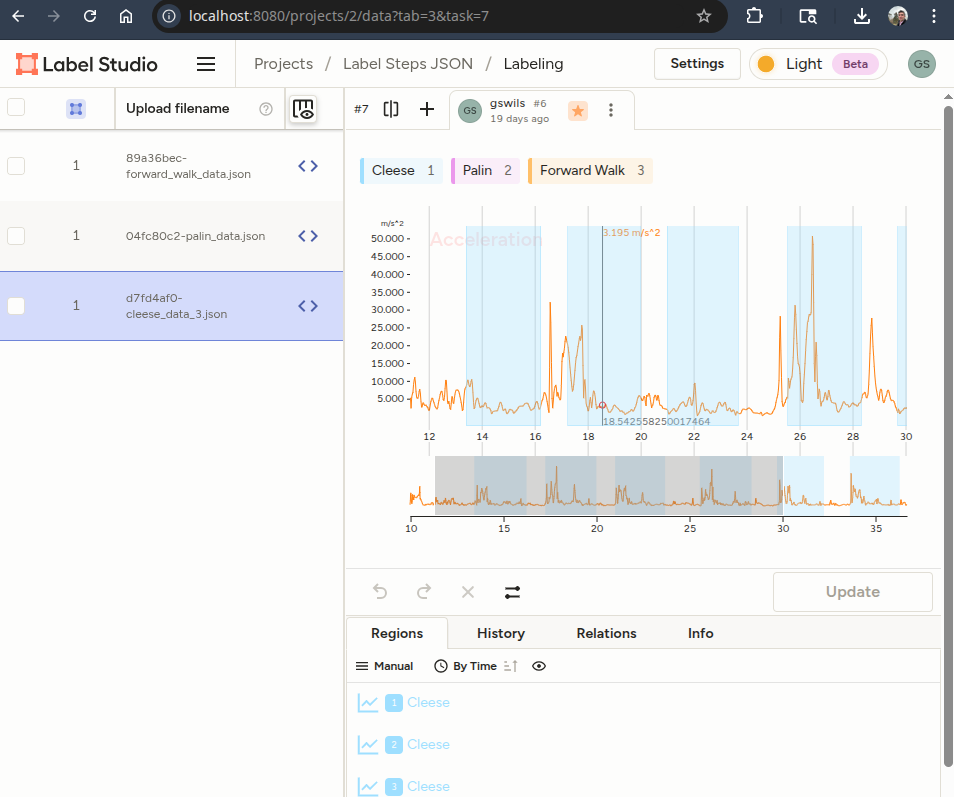 localhost:8080/projects/2/data?tab=3&task=7
Label Studio
Projects / Label Steps JSON / Labeling
Settings
Light Beta
GS
Upload filename
#7
GS
gswils #6
19 days ago
1
89a36bec-
forward_walk_data.json
1
04fc80c2-palin_data.json
1
d7fd4af0-
cleese_data_3.json
Cleese 1
Palin 2
Forward Walk 3
m/s^2
Acceleration
3.195 m/s^2
50.000
45.000
40.000
35.000
30.000
25.000
20.000
15.000
10.000
5.000
18.542558250017464
12 14 16 18 20 22 24 26 28 30
10 15 20 25 30 35
Update
Regions History Relations Info
Manual By Time
1 Cleese
2 Cleese
3 Cleese